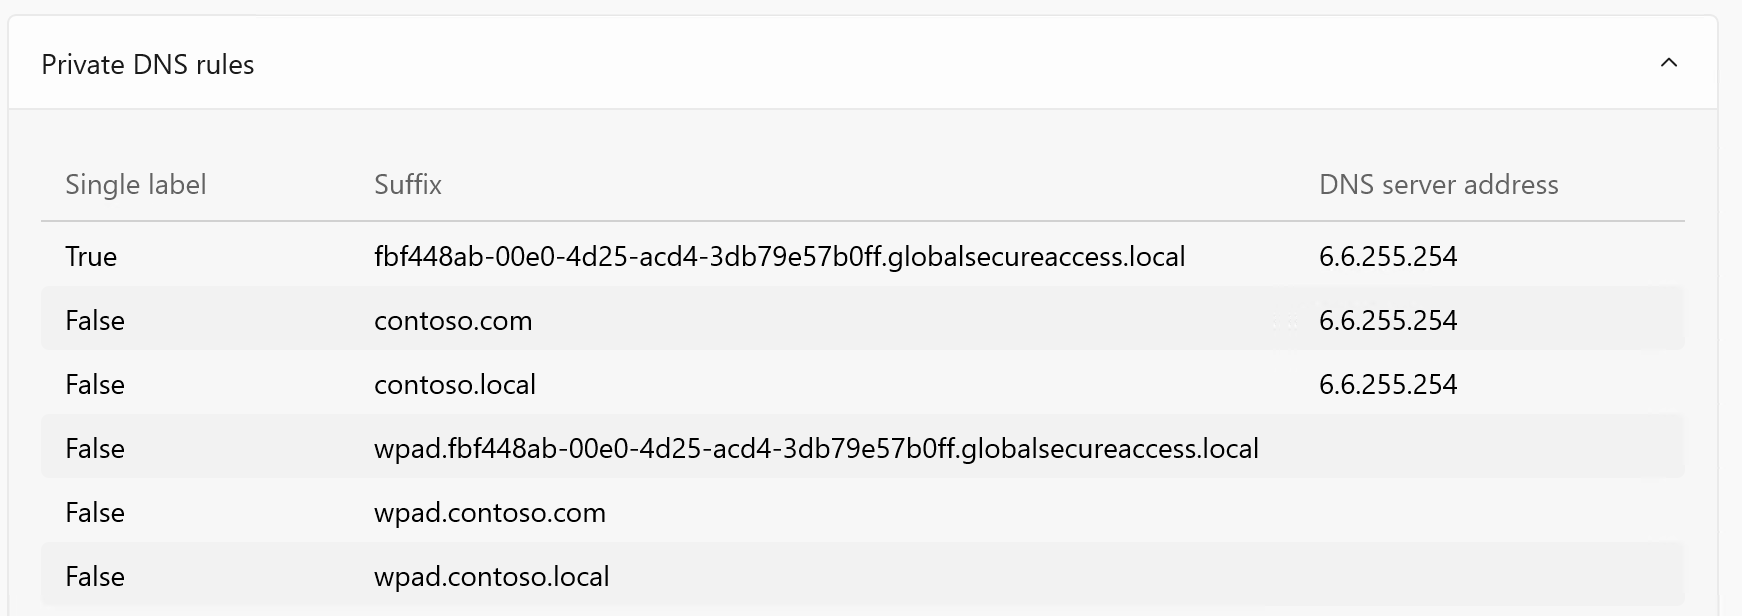 Private DNS rules
Single label Suffix DNS server address
True fbf448ab-00e0-4d25-acd4-3db79e57b0ff.globalsecureaccess.local 6.6.255.254
False contoso.com 6.6.255.254
False contoso.local 6.6.255.254
False wpad.fbf448ab-00e0-4d25-acd4-3db79e57b0ff.globalsecureaccess.local
False wpad.contoso.com
False wpad.contoso.local